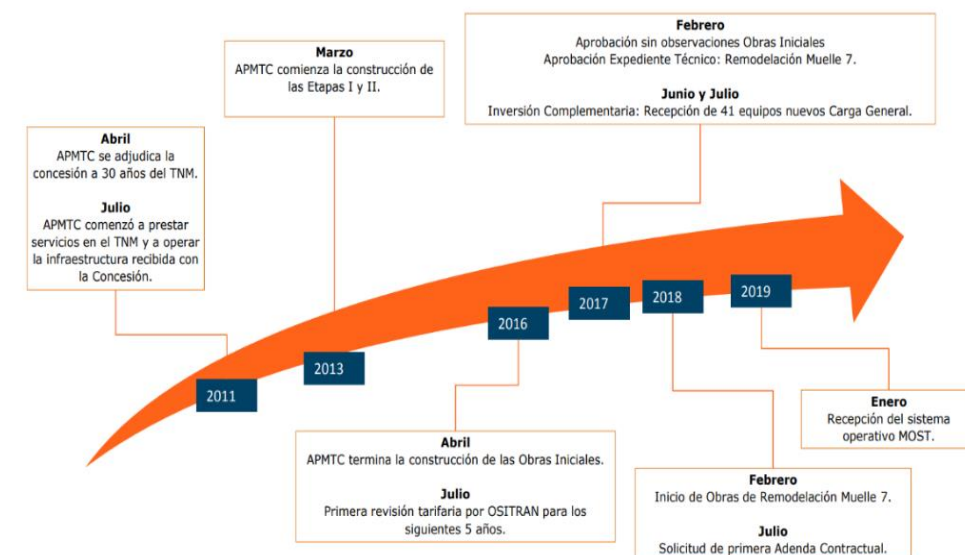 Febrero
Aprobación sin observaciones Obras Iniciales
Aprobación Expediente Técnico: Remodelación Muelle 7.
Junio y Julio
Inversión Complementaria: Recepción de 41 equipos nuevos Carga General.
Marzo
APMTC comienza la construcción de
las Etapas I y II.
Abril
APMTC se adjudica la
concesión a 30 años del TNM.
Julio
APMTC comenzó a prestar
servicios en el TNM y a operar
la infraestructura recibida con
la Concesión.
2011
2013
2016
2017
2018
2019
Abril
APMTC termina la construcción de las Obras Iniciales.
Julio
Primera revisión tarifaria por OSITRAN para los
siguientes 5 años.
Febrero
Inicio de Obras de Remodelación Muelle 7.
Julio
Solicitud de primera Adenda Contractual.
Enero
Recepción del sistema
operativo MOST.